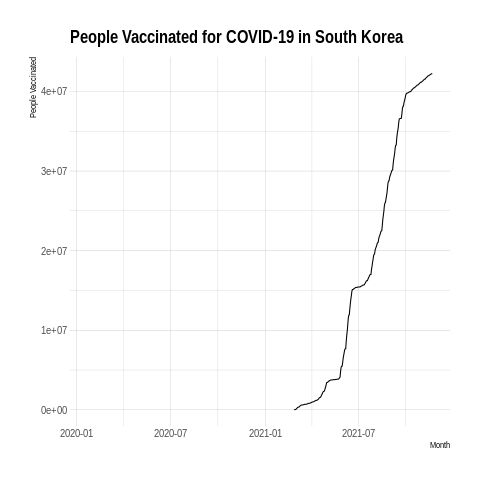 People Vaccinated for COVID-19 in South Korea
People Vaccinated
4e+07
3e+07
2e+07
1e+07
0e+00
2020-01 2020-07 2021-01 2021-07
Month